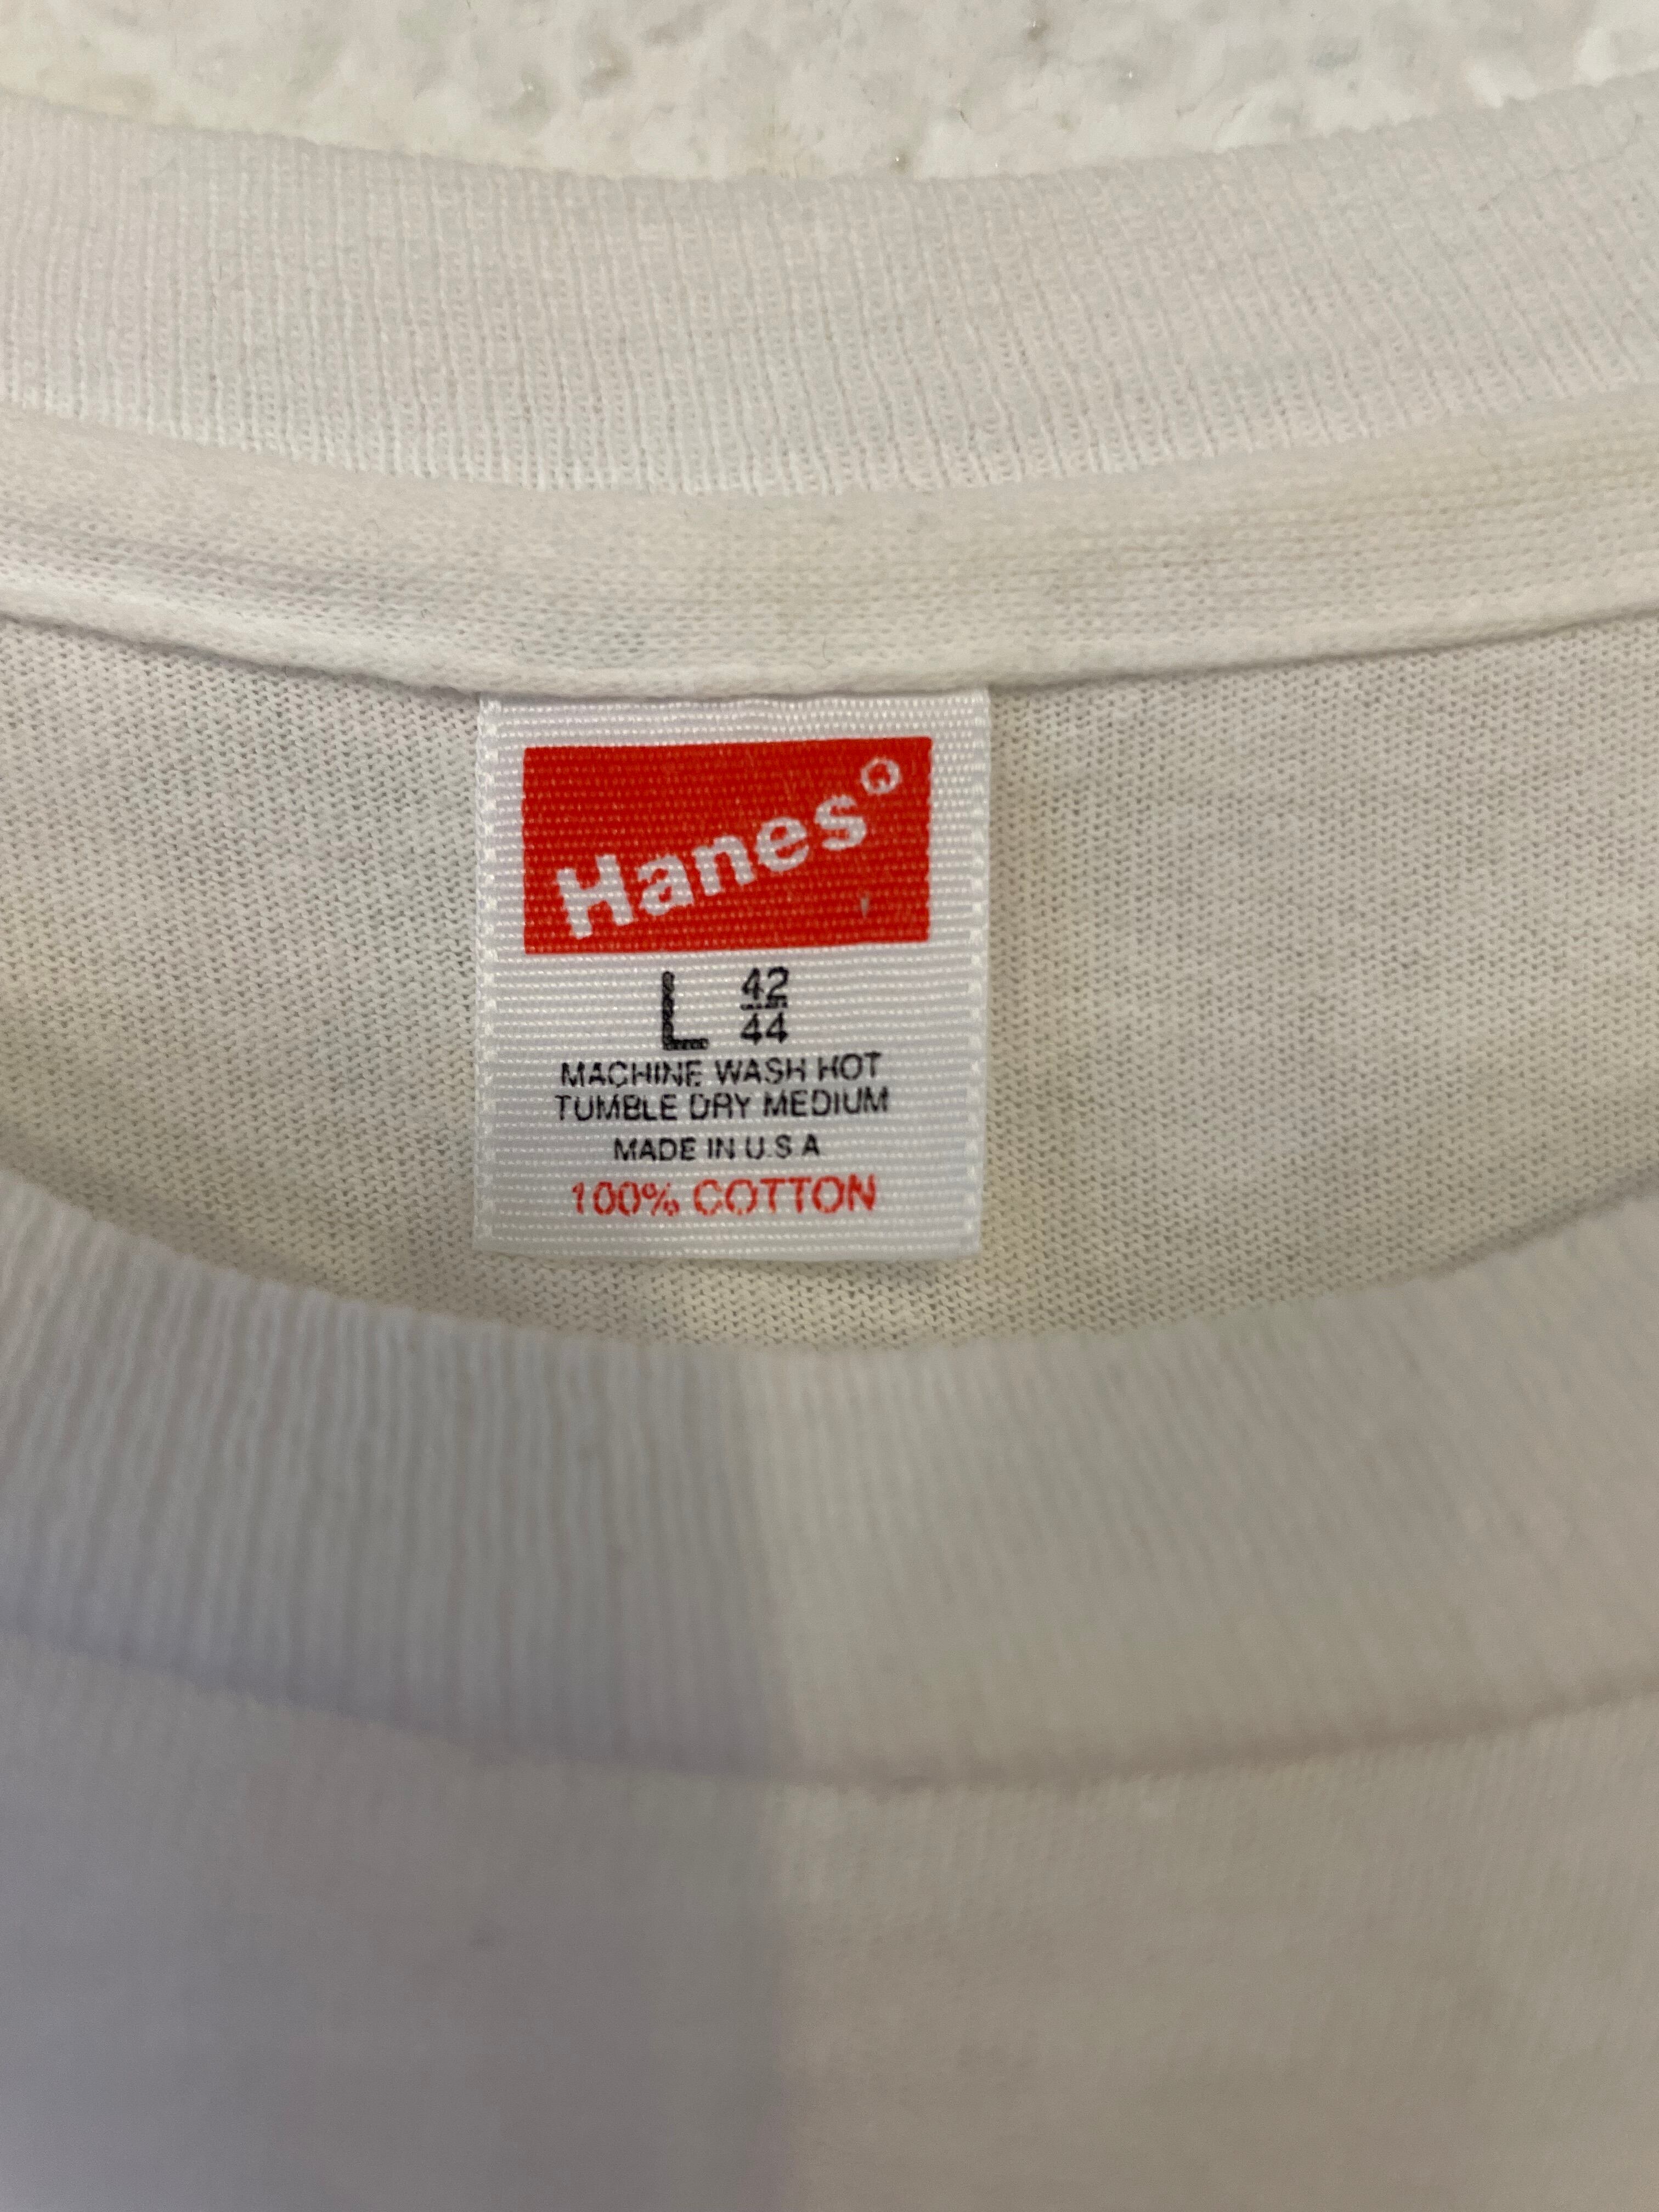 Hanes®
L 42
44
MACHINE WASH HOT
TUMBLE DRY MEDIUM
MADE IN U.S.A
100% COTTON